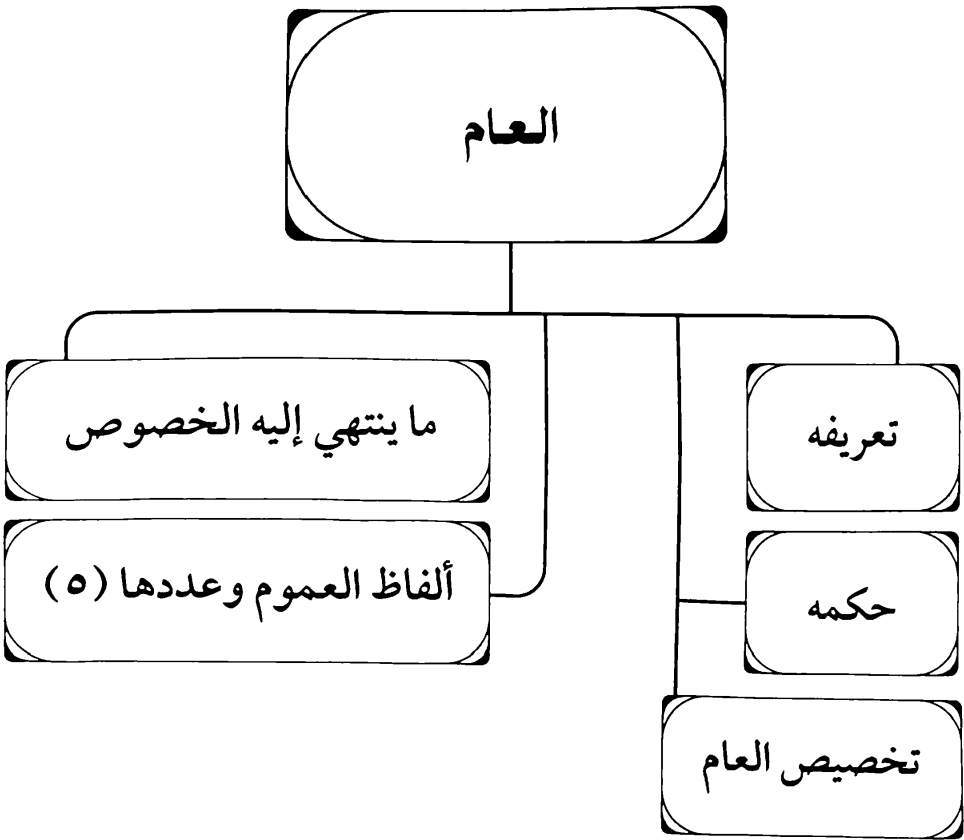 العام
تعريفه
حكمه
تخصيص العام
ألفاظ العموم وعددها (٥)
ما ينتهي إليه الخصوص